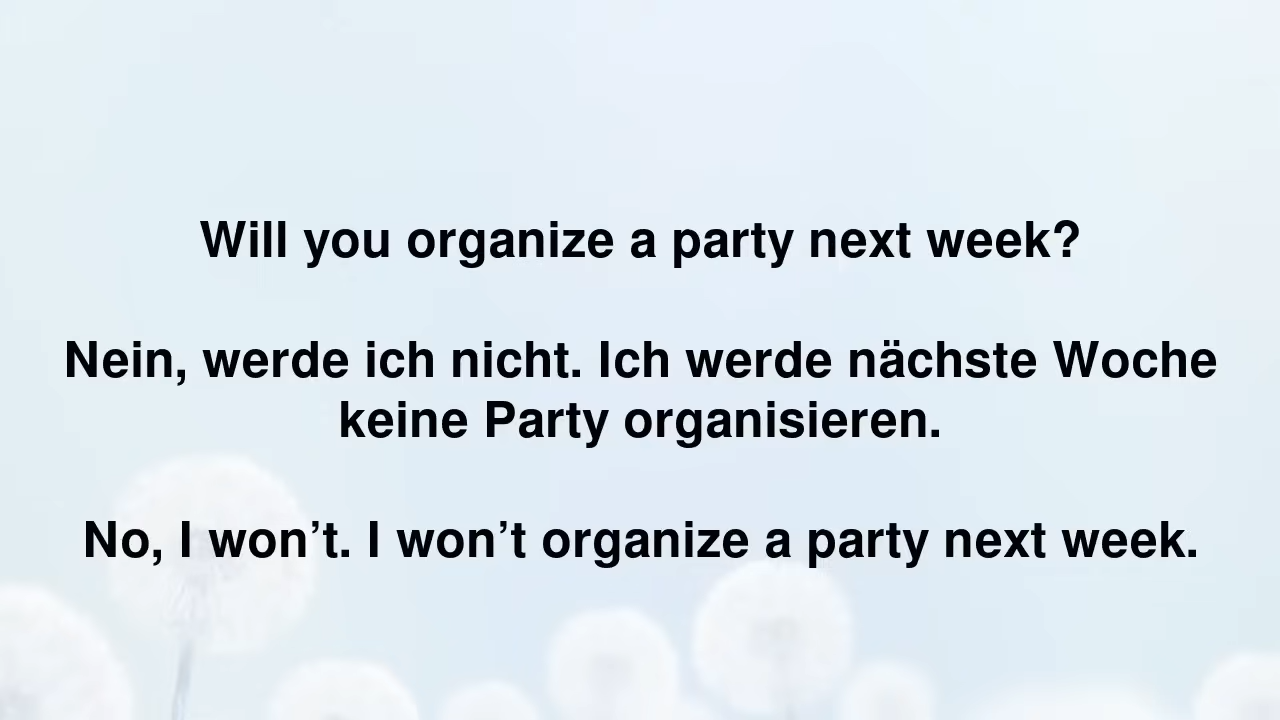 Will you organize a party next week?
Nein, werde ich nicht. Ich werde nächste Woche
keine Party organisieren.
No, I won’t. I won’t organize a party next week.